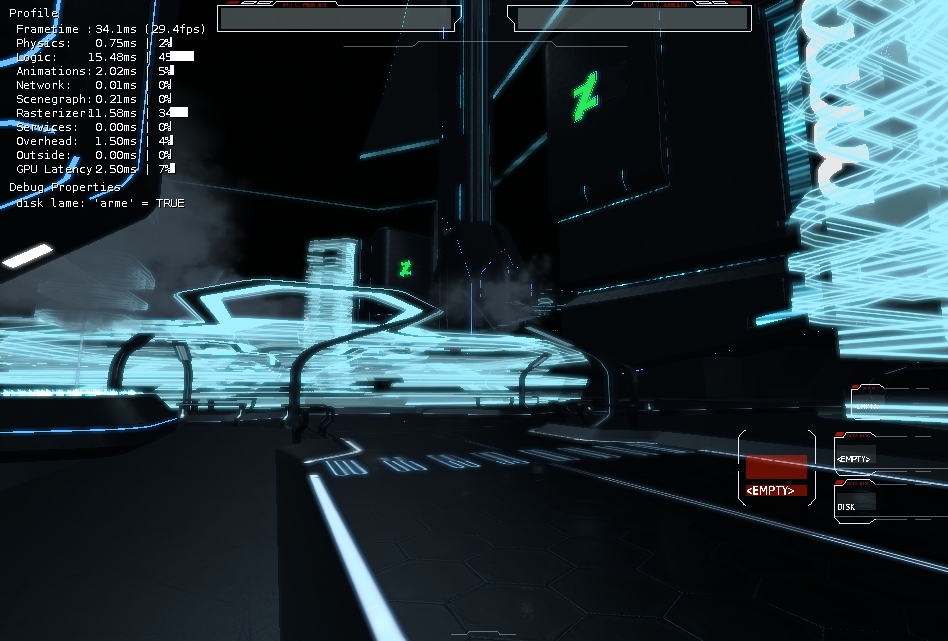 Profile
Frametime : 34.1ms (29.4fps)
Physics: 0.75ms | 2%
Logic: 15.48ms | 45
Animations: 2.02ms | 5%
Network: 0.01ms | 0%
Scenegraph: 0.21ms | 0%
Rasterizer: 11.58ms | 34
Services: 0.00ms | 0%
Overhead: 1.50ms | 4%
Outside: 0.00ms | 0%
GPU Latency: 2.50ms | 7%
Debug Properties
disk lame: 'arme' = TRUE
<EMPTY>
<EMPTY>
<EMPTY>
DISK